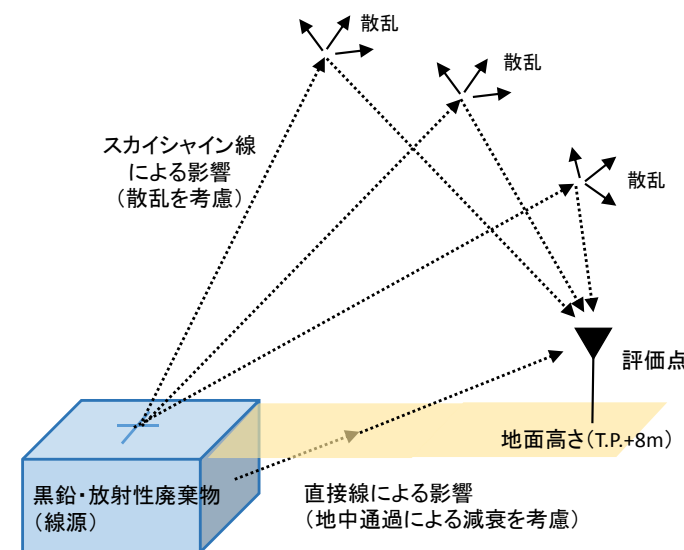 散乱
散乱
スカイシャイン線
による影響
（散乱を考慮）
散乱
評価点
地面高さ（T.P.+8m）
黒鉛・放射性廃棄物
（線源）
直接線による影響
（地中通過による減衰を考慮）